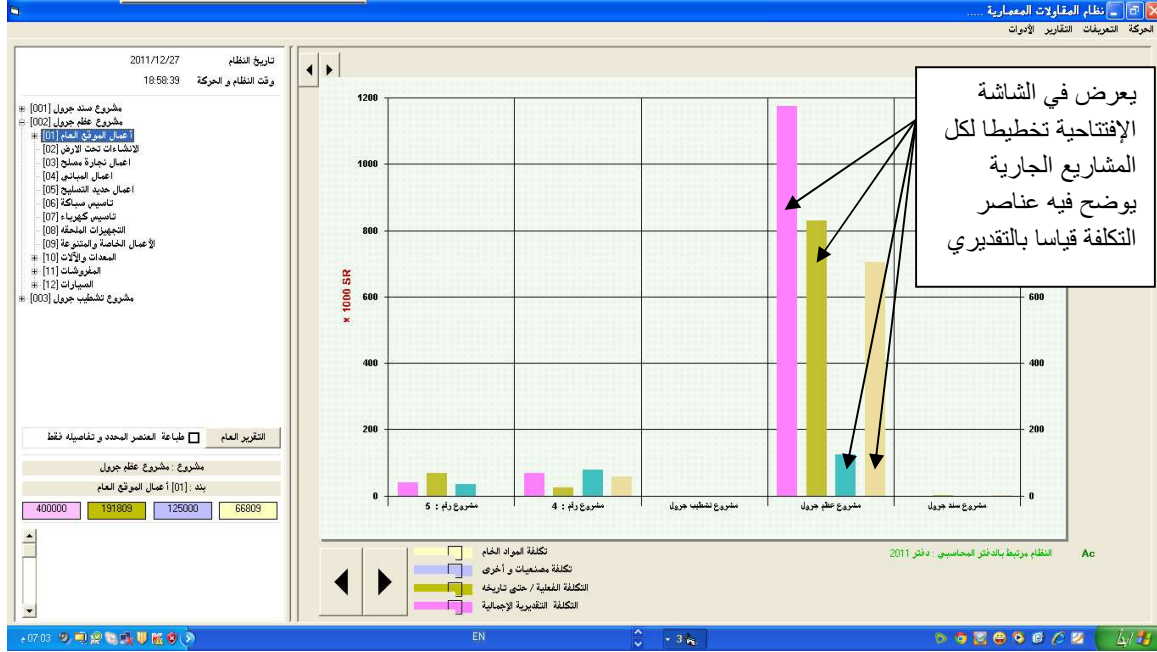 نظام المقاولات المعمارية .....
الحركة التعريفات التقارير الأدوات
تاريخ النظام 2011/12/27
وقت النظام و الحركة 18:58:39
مشروع سند جرول [001]
مشروع عظم جرول [002]
أعمال الموقع العام [01]
الانشاءات تحت الارض [02]
اعمال نجارة مسلح [03]
اعمال المباني [04]
اعمال حديد التسليح [05]
تاسيس سباكة [06]
تاسيس كهرباء [07]
التجهيزات الملحقه [08]
الأعمال الخاصة والمتنوعة [09]
المعدات والآلات [10]
المفروشات [11]
السيارات [12]
مشروع تشطيب جرول [003]
التقرير العام
طباعة العنصر المحدد و تفاصيله فقط
مشروع : مشروع عظم جرول
بند : [01] أعمال الموقع العام
400000 191809 125000 66809
يعرض في الشاشة
الإفتتاحية تخطيطا لكل
المشاريع الجارية
يوضح فيه عناصر
التكلفة قياسا بالتقديري
1200
1000
800
600
400
200
0
× 1000 SR
600
400
200
0
مشروع رقم : 5
مشروع رقم : 4
مشروع تشطيب جرول
مشروع عظم جرول
مشروع سند جرول
تكلفة المواد الخام
تكلفة مصنعيات و أخرى
التكلفة الفعلية / حتى تاريخه
التكلفة التقديرية الإجمالية
النظام مرتبط بالدفتر المحاسبي : دفتر 2011
Ac
07:03 م
EN
3
ابدأ